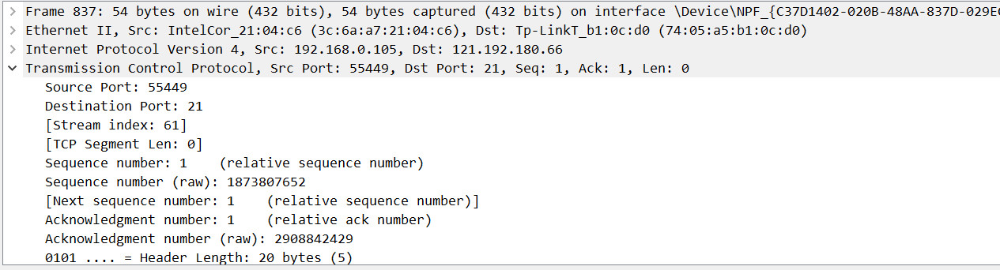 Frame 837: 54 bytes on wire (432 bits), 54 bytes captured (432 bits) on interface \Device\NPF_{C37D1402-020B-48AA-837D-029E
Ethernet II, Src: IntelCor_21:04:c6 (3c:6a:a7:21:04:c6), Dst: Tp-LinkT_b1:0c:d0 (74:05:a5:b1:0c:d0)
Internet Protocol Version 4, Src: 192.168.0.105, Dst: 121.192.180.66
Transmission Control Protocol, Src Port: 55449, Dst Port: 21, Seq: 1, Ack: 1, Len: 0
Source Port: 55449
Destination Port: 21
[Stream index: 61]
[TCP Segment Len: 0]
Sequence number: 1    (relative sequence number)
Sequence number (raw): 1873807652
[Next sequence number: 1    (relative sequence number)]
Acknowledgment number: 1    (relative ack number)
Acknowledgment number (raw): 2908842429
0101 .... = Header Length: 20 bytes (5)